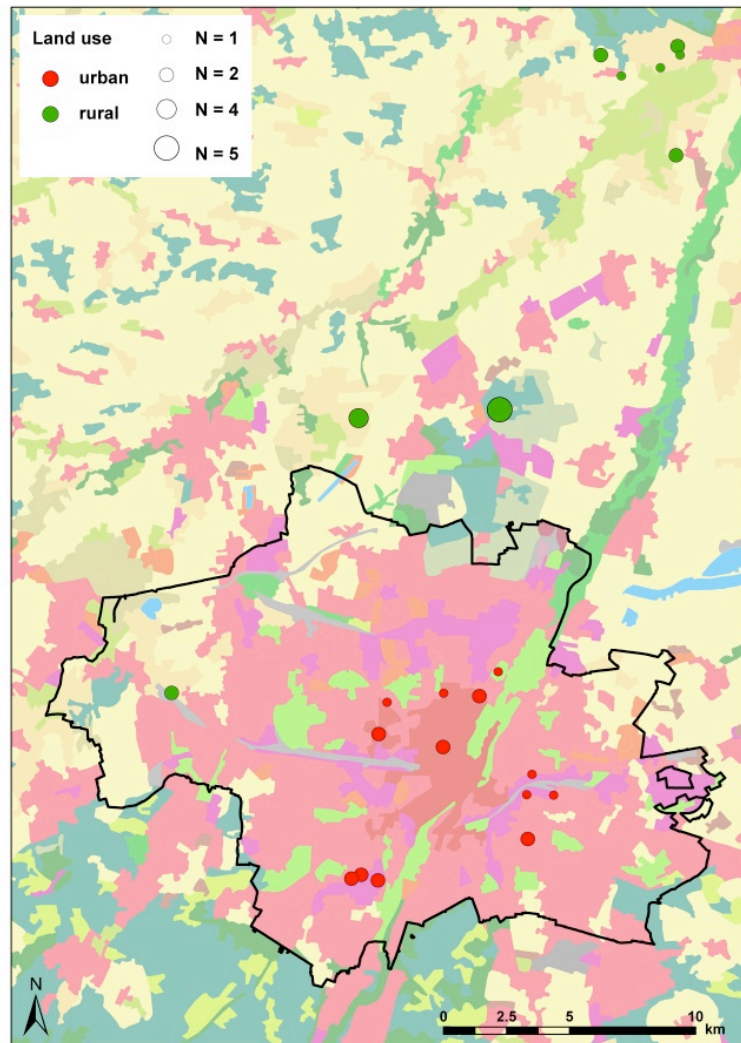 Land use
urban
rural
N = 1
N = 2
N = 4
N = 5
N
0 2.5 5 10
km